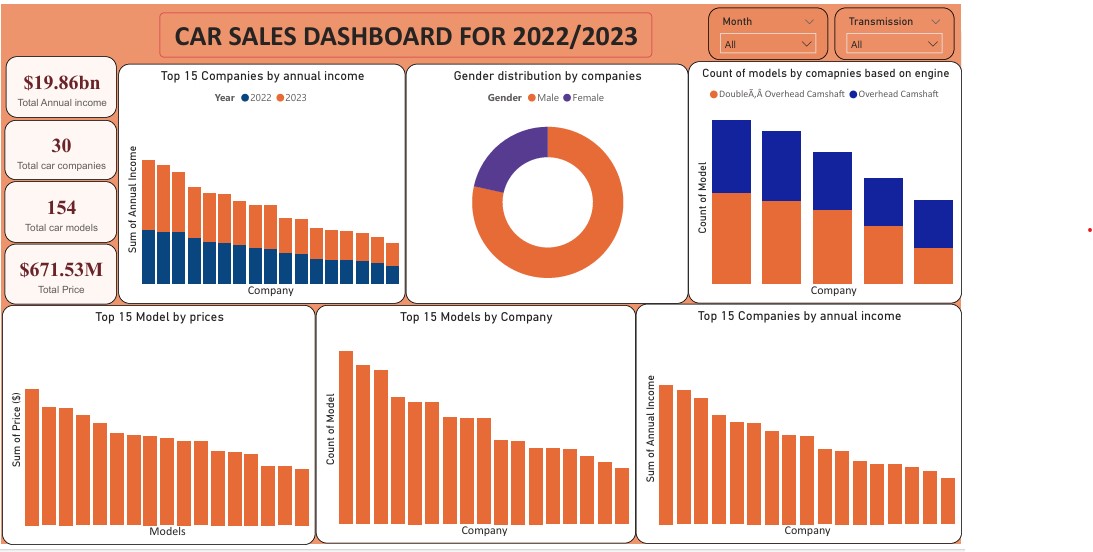 CAR SALES DASHBOARD FOR 2022/2023
Month
All
Transmission
All
$19.86bn
Total Annual income
30
Total car companies
154
Total car models
$671.53M
Total Price
Top 15 Companies by annual income
Year 2022 2023
Sum of Annual Income
Company
Gender distribution by companies
Gender Male Female
Count of models by comapnies based on engine
DoubleÃ‚Â Overhead Camshaft Overhead Camshaft
Count of Model
Company
Top 15 Model by prices
Sum of Price ($)
Models
Top 15 Models by Company
Count of Model
Company
Top 15 Companies by annual income
Sum of Annual Income
Company